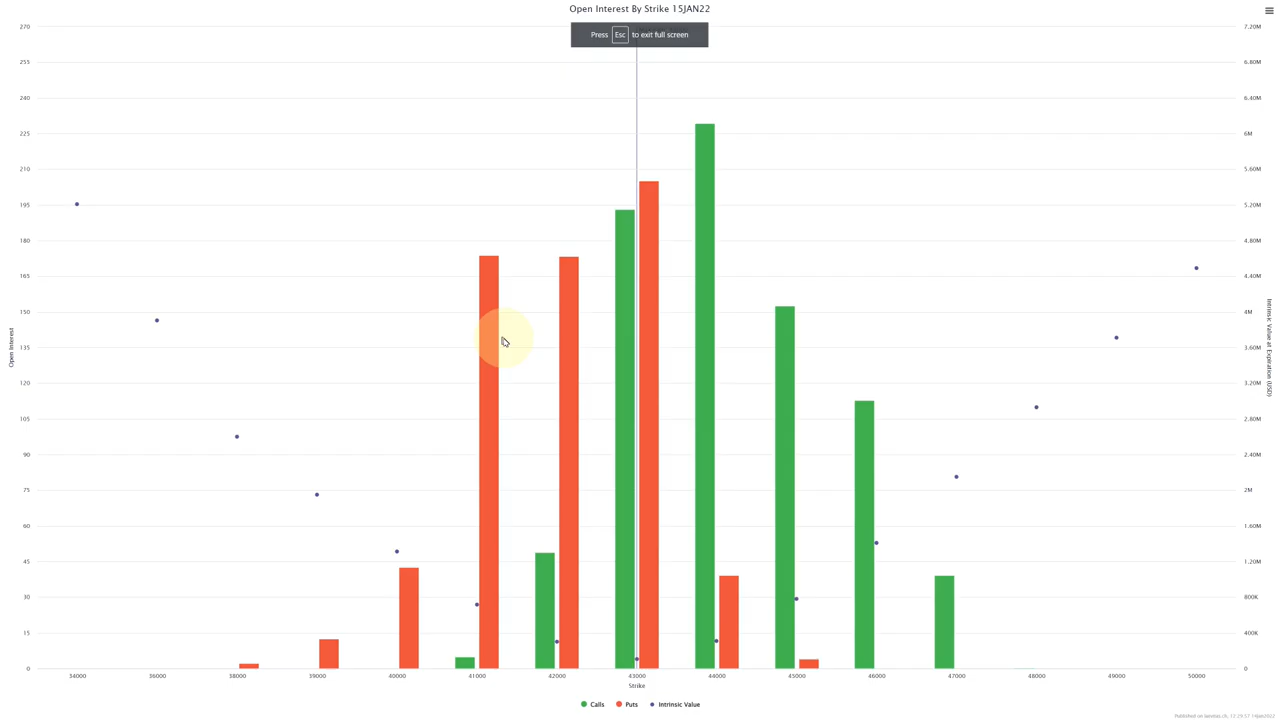 Open Interest By Strike 15JAN22
Press Esc to exit full screen
270 7.20M
255 6.80M
240 6.40M
225 6M
210 5.60M
195 5.20M
180 4.80M
165 4.40M
150 4M
135 3.60M
120 3.20M
105 2.80M
90 2.40M
75 2M
60 1.60M
45 1.20M
30 800K
15 400K
0 0
Open Interest
Intrinsic Value at Expiration (USD)
34000 36000 38000 39000 40000 41000 42000 43000 44000 45000 46000 47000 48000 49000 50000
Strike
Calls Puts Intrinsic Value